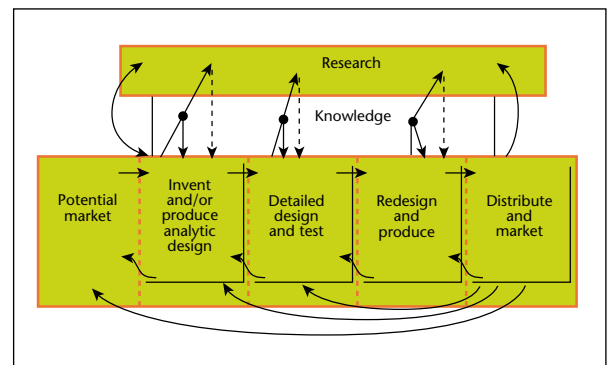 Research
Knowledge
Potential
market
Invent
and/or
produce
analytic
design
Detailed
design
and test
Redesign
and
produce
Distribute
and
market